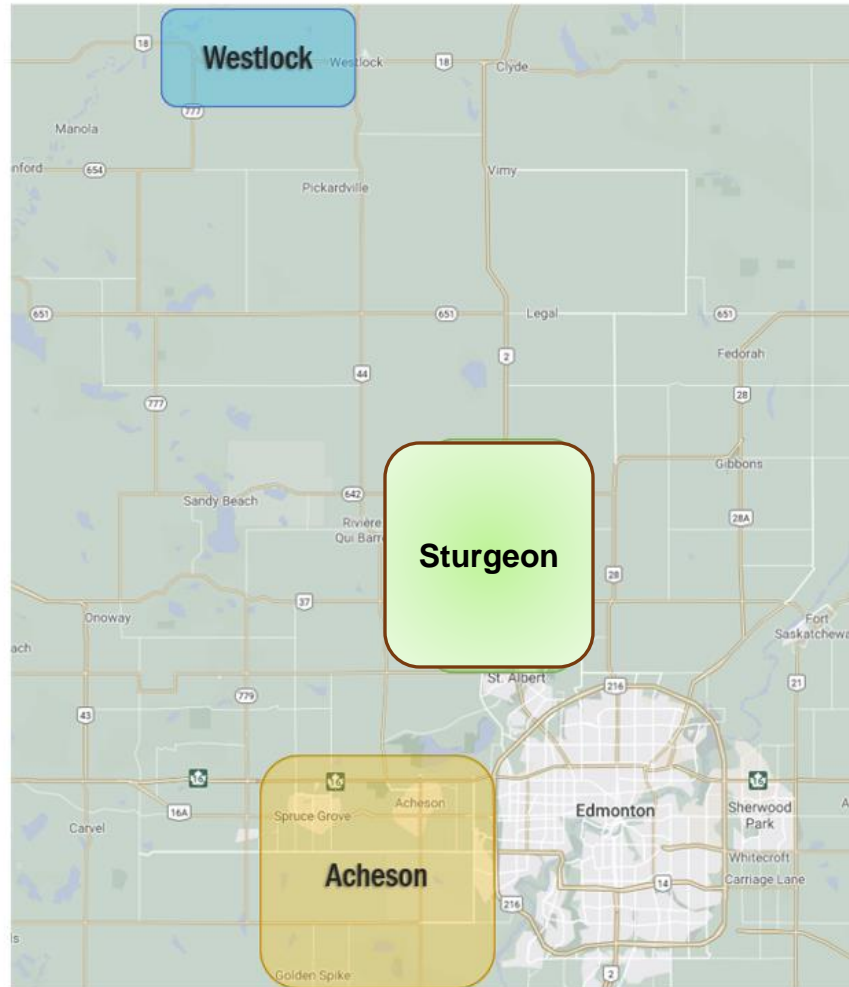 18
Westlock
Westlock
18
Clyde
777
Manola
nford
654
Vimy
Pickardville
651
651
Legal
651
2
Fedorah
44
28
777
Gibbons
642
Sandy Beach
28A
Rivière
Qui Barre
Sturgeon
28
37
Onoway
Fort
Saskatchewa
ach
St. Albert
21
216
779
43
16
16
16
Acheson
Edmonton
Sherwood
Park
A
16A
Spruce Grove
Carvel
Whitecroft
Acheson
14
Carriage Lane
216
ls
Golden Spike
2